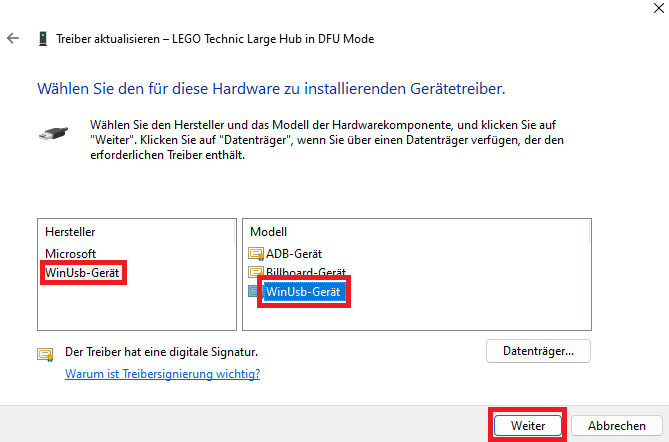 Treiber aktualisieren – LEGO Technic Large Hub in DFU Mode
Wählen Sie den für diese Hardware zu installierenden Gerätetreiber.
Wählen Sie den Hersteller und das Modell der Hardwarekomponente, und klicken Sie auf
"Weiter". Klicken Sie auf "Datenträger", wenn Sie über einen Datenträger verfügen, der den
erforderlichen Treiber enthält.
Hersteller
Microsoft
WinUsb-Gerät
Modell
ADB-Gerät
Billboard-Gerät
WinUsb-Gerät
Der Treiber hat eine digitale Signatur.
Warum ist Treibersignierung wichtig?
Datenträger...
Weiter
Abbrechen